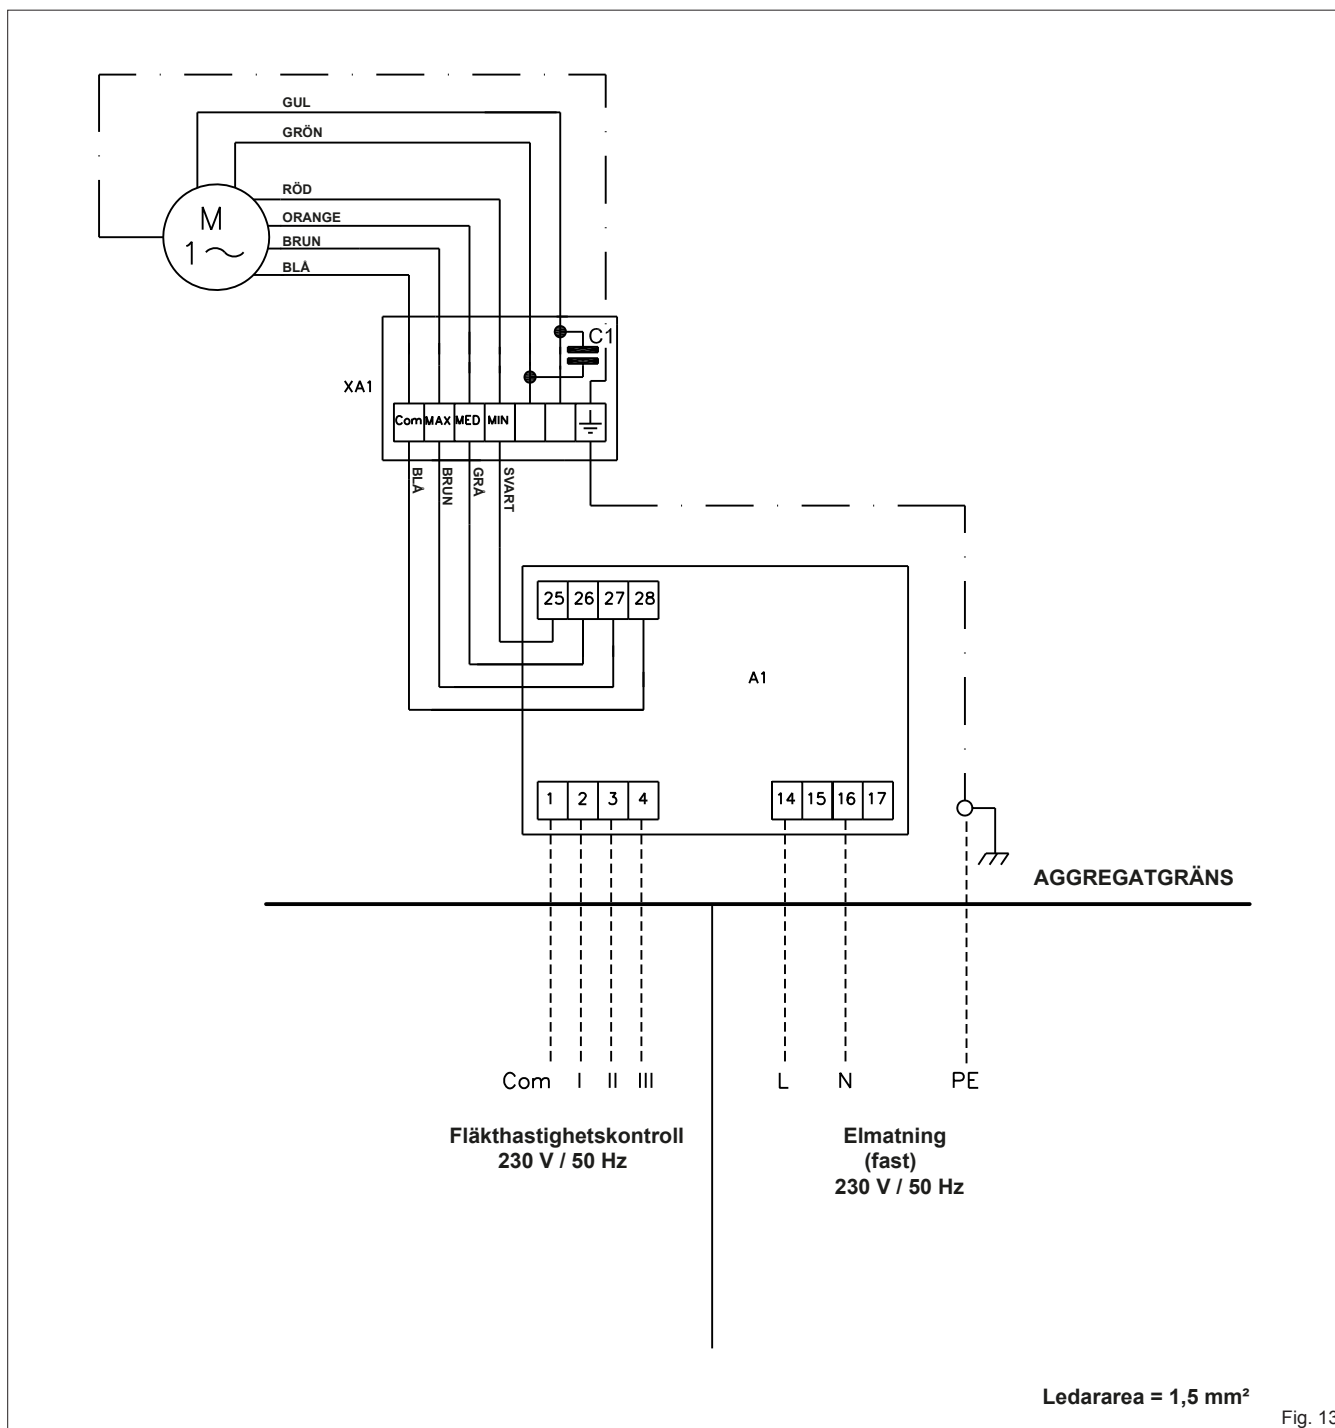 GUL
GRÖN
RÖD
ORANGE
BRUN
BLÅ
M
1~
C1
XA1
Com MAX MED MIN
BLÅ
BRUN
GRÅ
SVART
25 26 27 28
A1
1 2 3 4
14 15 16 17
AGGREGATGRÄNS
Com I II III
L N PE
Fläkthastighetskontroll
230 V / 50 Hz
Elmatning
(fast)
230 V / 50 Hz
Ledararea = 1,5 mm²
Fig. 13